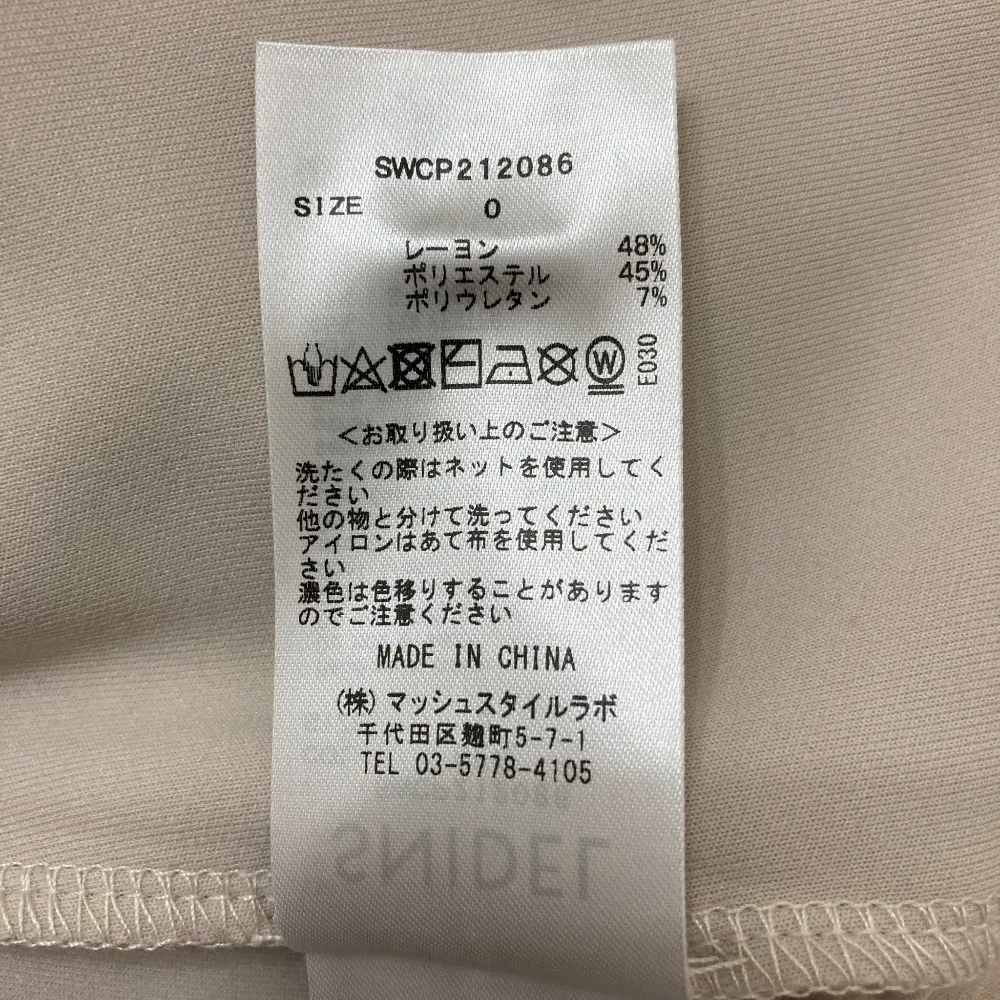 SWCP212086
SIZE 0
レーヨン 48%
ポリエステル 45%
ポリウレタン 7%
W
E030
＜お取り扱い上のご注意＞
洗たくの際はネットを使用してく
ださい
他の物と分けて洗ってください
アイロンはあて布を使用してくだ
さい
濃色は色移りすることがあります
のでご注意ください
MADE IN CHINA
(株)マッシュスタイルラボ
千代田区麹町5-7-1
TEL 03-5778-4105
SWCP212086
SNIDEL